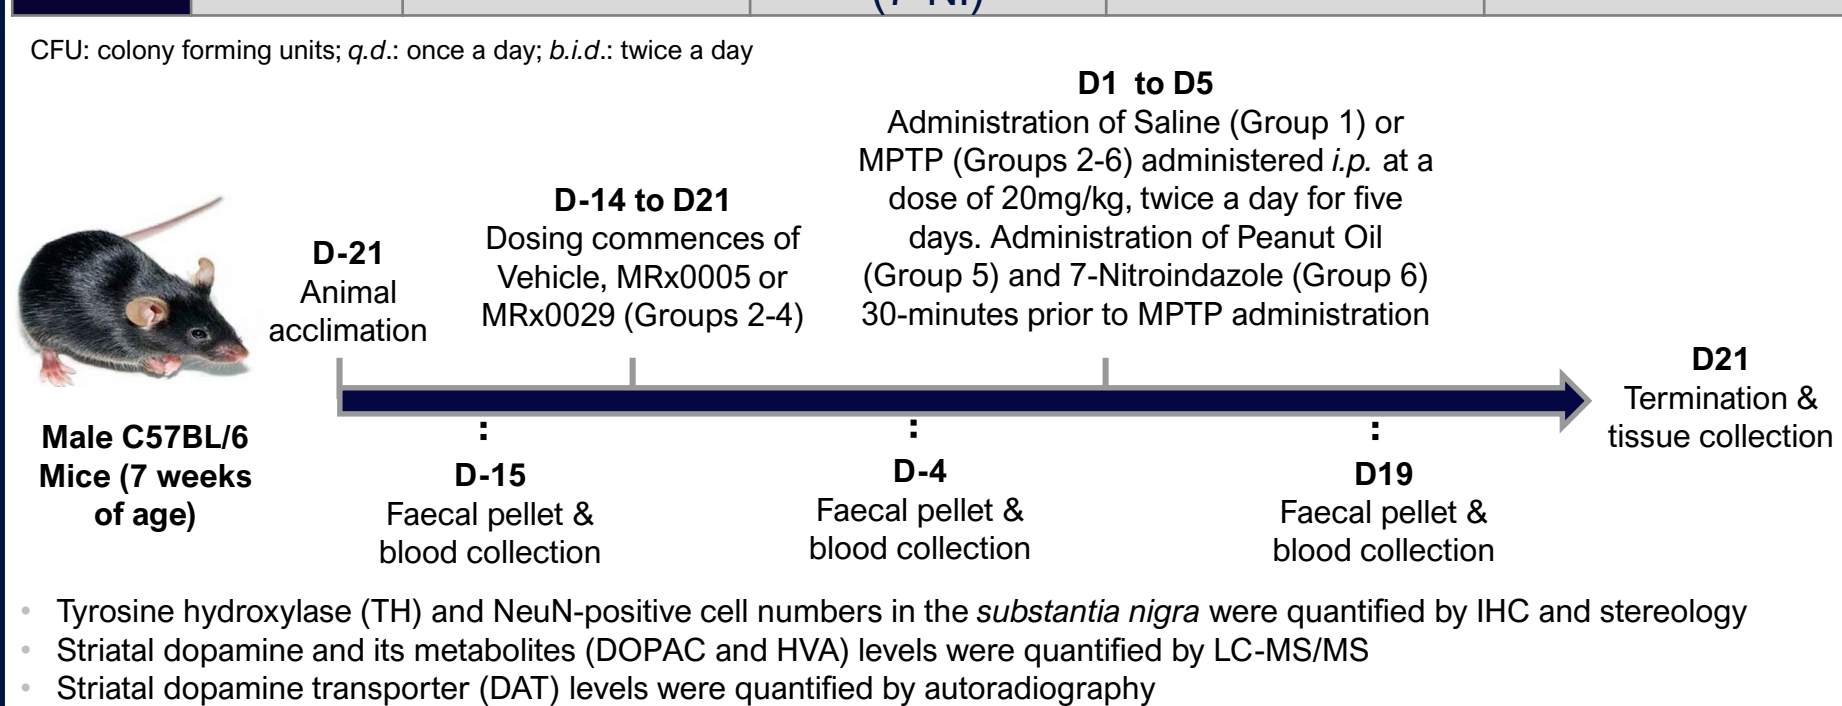 CFU: colony forming units; q.d.: once a day; b.i.d.: twice a day
D1 to D5
Administration of Saline (Group 1) or
MPTP (Groups 2-6) administered i.p. at a
dose of 20mg/kg, twice a day for five
days. Administration of Peanut Oil
(Group 5) and 7-Nitroindazole (Group 6)
30-minutes prior to MPTP administration
D-14 to D21
Dosing commences of
Vehicle, MRx0005 or
MRx0029 (Groups 2-4)
D-21
Animal
acclimation
D21
Termination &
tissue collection
Male C57BL/6
Mice (7 weeks
of age)
D-15
Faecal pellet &
blood collection
D-4
Faecal pellet &
blood collection
D19
Faecal pellet &
blood collection
• Tyrosine hydroxylase (TH) and NeuN-positive cell numbers in the substantia nigra were quantified by IHC and stereology
• Striatal dopamine and its metabolites (DOPAC and HVA) levels were quantified by LC-MS/MS
• Striatal dopamine transporter (DAT) levels were quantified by autoradiography